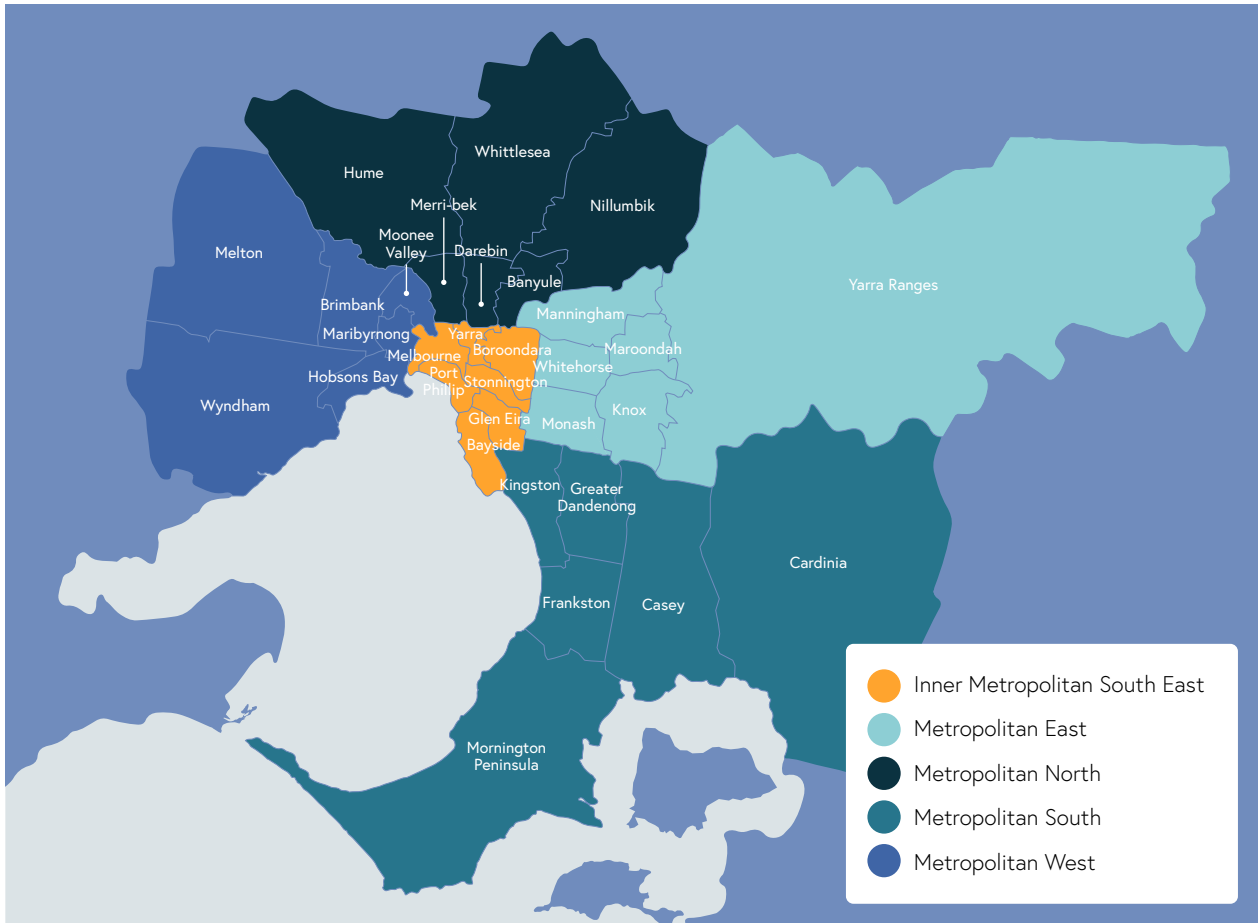 Whittlesea
Hume
Merri-bek
Nillumbik
Moonee
Valley
Darebin
Melton
Banyule
Yarra Ranges
Brimbank
Manningham
Maribyrnong
Yarra
Boroondara
Maroondah
Melbourne
Whitehorse
Hobsons Bay
Port
Phillip
Stonnington
Wyndham
Knox
Glen Eira
Monash
Bayside
Kingston
Greater
Dandenong
Cardinia
Frankston
Casey
Mornington
Peninsula
Inner Metropolitan South East
Metropolitan East
Metropolitan North
Metropolitan South
Metropolitan West